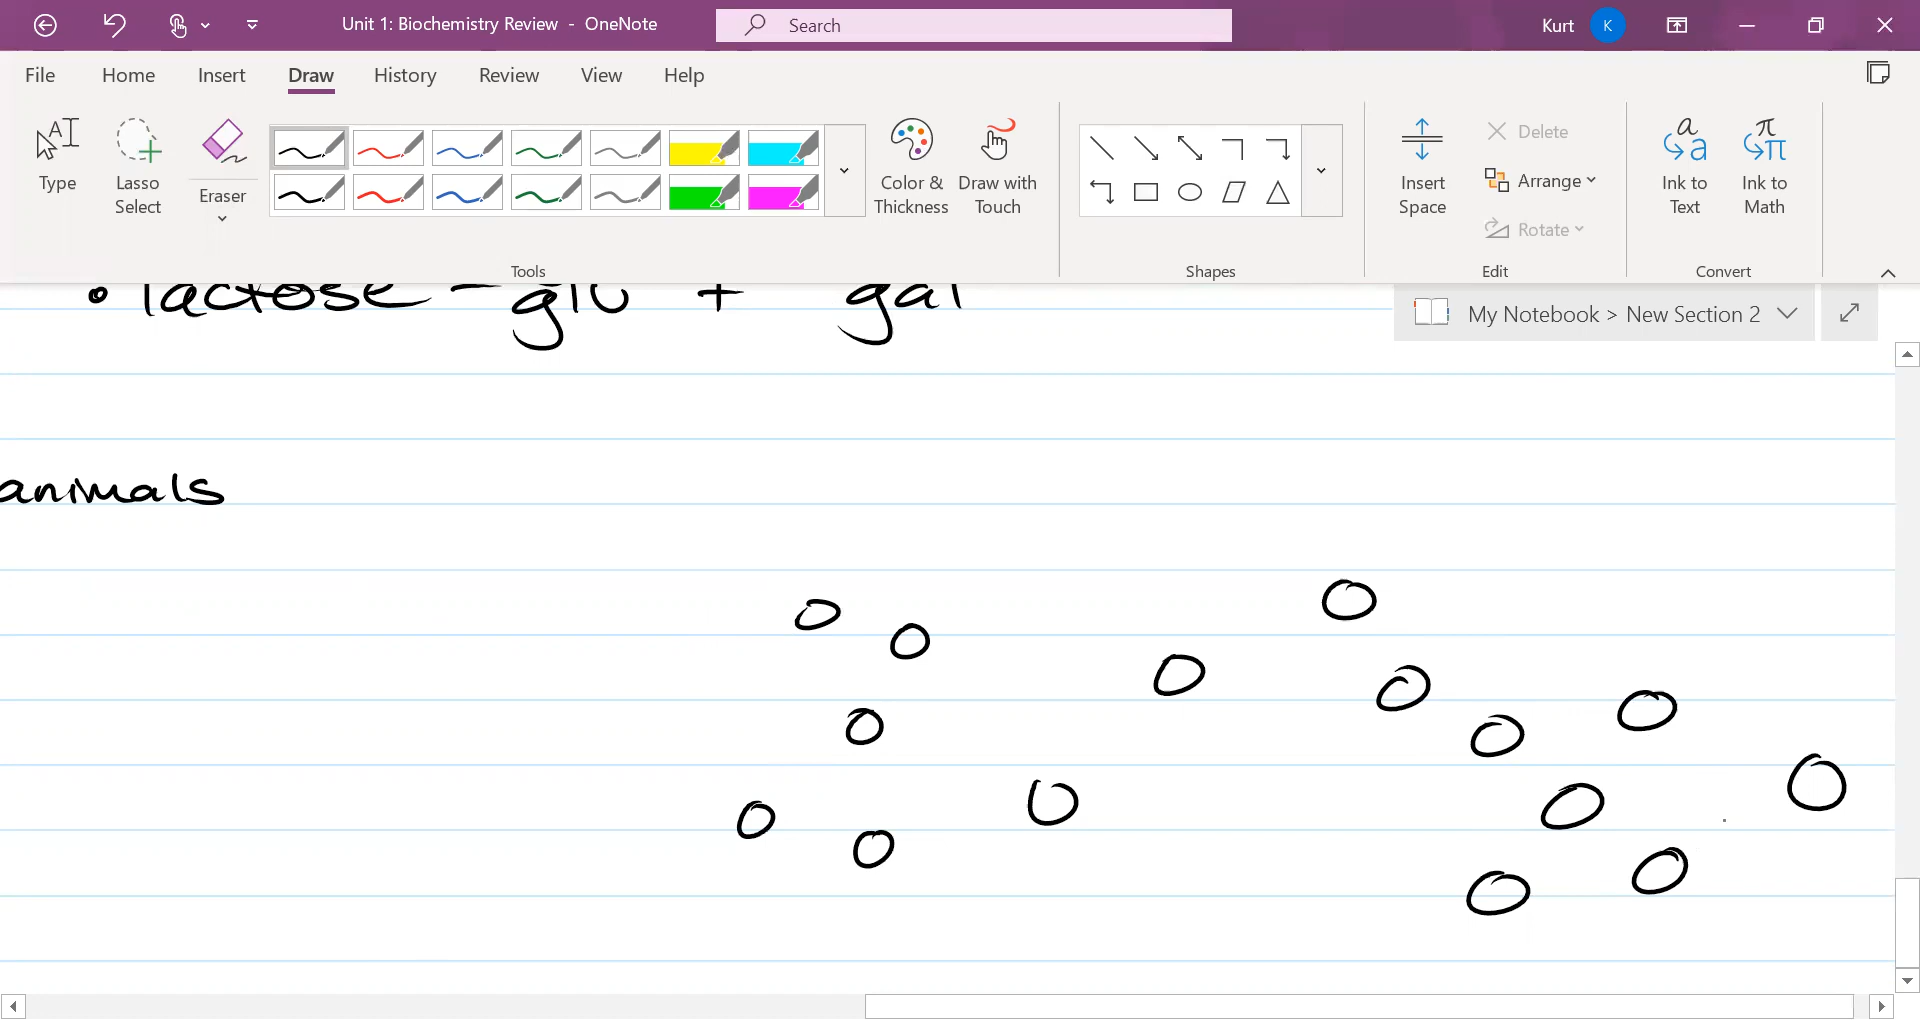 Unit 1: Biochemistry Review - OneNote
Search
Kurt
K
File Home Insert Draw History Review View Help
Type
Lasso
Select
Eraser
Color &
Thickness
Draw with
Touch
Insert
Space
Delete
Arrange
Rotate
Ink to
Text
Ink to
Math
Tools Shapes Edit Convert
• lactose - glu + gal
My Notebook > New Section 2
animals